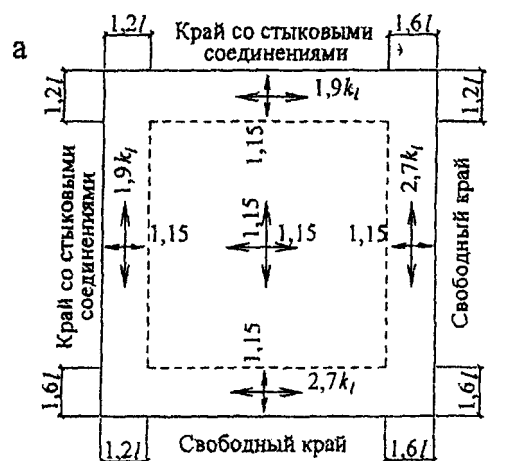 1,2l
Край со стыковыми
соединениями
1,6l
а
1,2l
1,9kₗ
1,2l
1,15
1,9kₗ
2,7kₗ
Край со стыковыми
соединениями
1,15
1,15
1,15
1,15
Свободный край
1,15
1,6l
2,7kₗ
1,6l
1,2l
Свободный край
1,6l